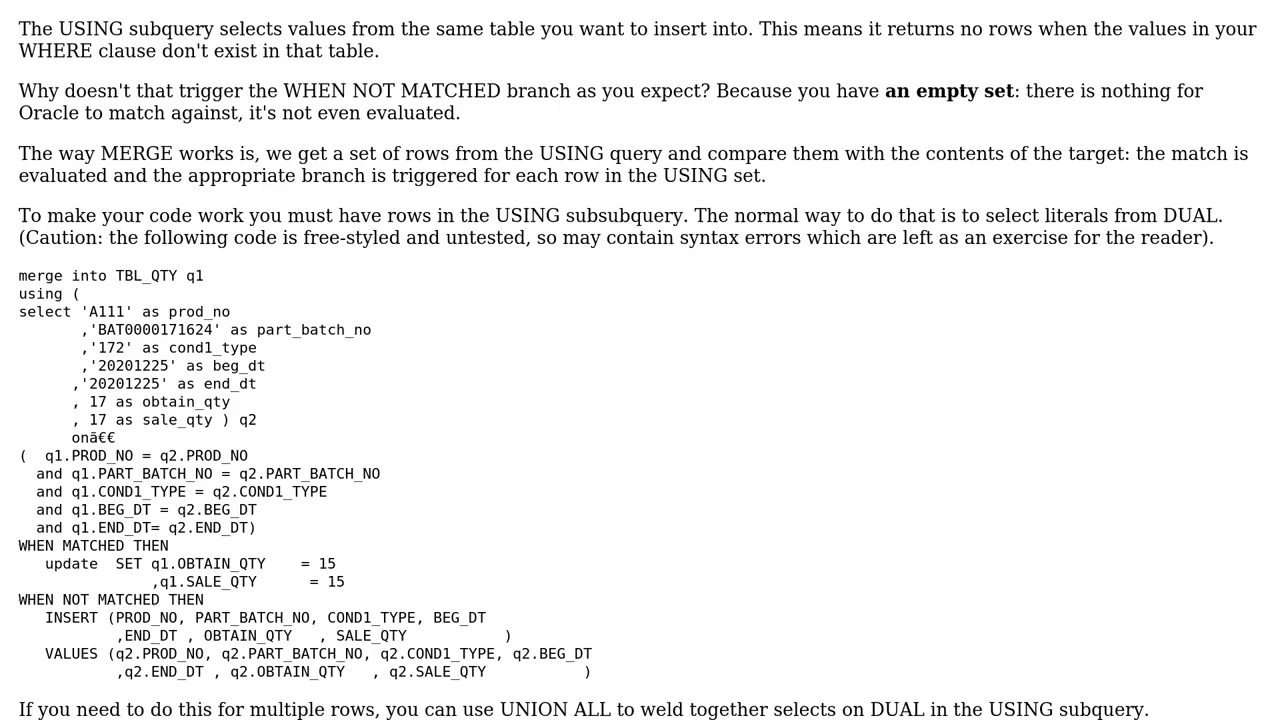 The USING subquery selects values from the same table you want to insert into. This means it returns no rows when the values in your
WHERE clause don't exist in that table.
Why doesn't that trigger the WHEN NOT MATCHED branch as you expect? Because you have an empty set: there is nothing for
Oracle to match against, it's not even evaluated.
The way MERGE works is, we get a set of rows from the USING query and compare them with the contents of the target: the match is
evaluated and the appropriate branch is triggered for each row in the USING set.
To make your code work you must have rows in the USING subsubquery. The normal way to do that is to select literals from DUAL.
(Caution: the following code is free-styled and untested, so may contain syntax errors which are left as an exercise for the reader).
merge into TBL_QTY q1
using (
select 'A111' as prod_no
       ,'BAT0000171624' as part_batch_no
       ,'172' as cond1_type
       ,'20201225' as beg_dt
      ,'20201225' as end_dt
      , 17 as obtain_qty
      , 17 as sale_qty ) q2
      onã€€
(  q1.PROD_NO = q2.PROD_NO
  and q1.PART_BATCH_NO = q2.PART_BATCH_NO
  and q1.COND1_TYPE = q2.COND1_TYPE
  and q1.BEG_DT = q2.BEG_DT
  and q1.END_DT= q2.END_DT)
WHEN MATCHED THEN
   update  SET q1.OBTAIN_QTY    = 15
               ,q1.SALE_QTY      = 15
WHEN NOT MATCHED THEN
   INSERT (PROD_NO, PART_BATCH_NO, COND1_TYPE, BEG_DT
           ,END_DT , OBTAIN_QTY   , SALE_QTY           )
   VALUES (q2.PROD_NO, q2.PART_BATCH_NO, q2.COND1_TYPE, q2.BEG_DT
           ,q2.END_DT , q2.OBTAIN_QTY   , q2.SALE_QTY           )
If you need to do this for multiple rows, you can use UNION ALL to weld together selects on DUAL in the USING subquery.